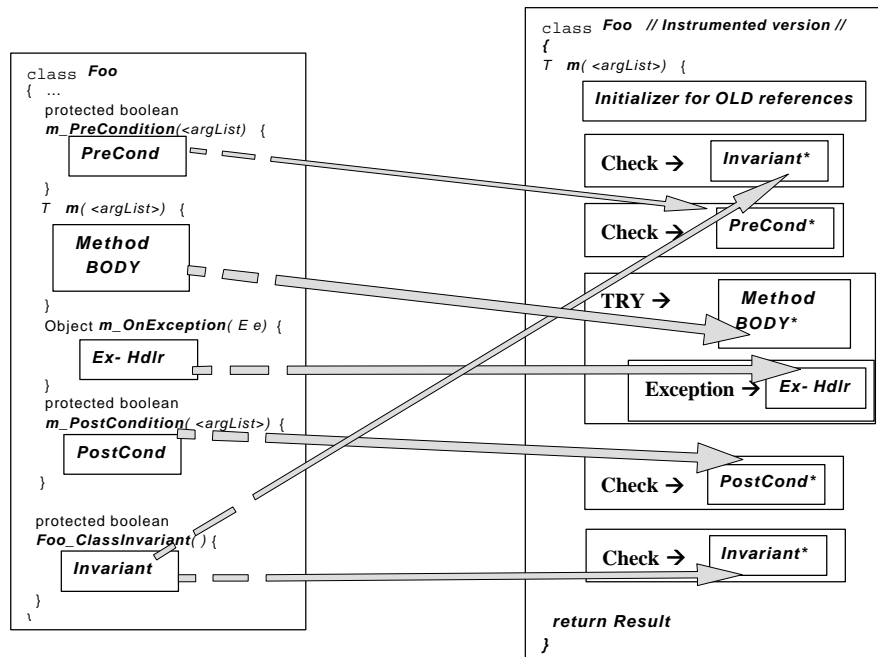 class Foo
{ ...
protected boolean
m_PreCondition(<argList) {
PreCond
}
T m( <argList>) {
Method
BODY
}
Object m_OnException( E e) {
Ex- Hdlr
}
protected boolean
m_PostCondition( <argList>) {
PostCond
}
protected boolean
Foo_ClassInvariant( ) {
Invariant
}
}
class Foo // Instrumented version //
{
T m( <argList>) {
Initializer for OLD references
Check → Invariant*
Check → PreCond*
TRY → Method
BODY*
Exception → Ex- Hdlr
Check → PostCond*
Check → Invariant*
return Result
}